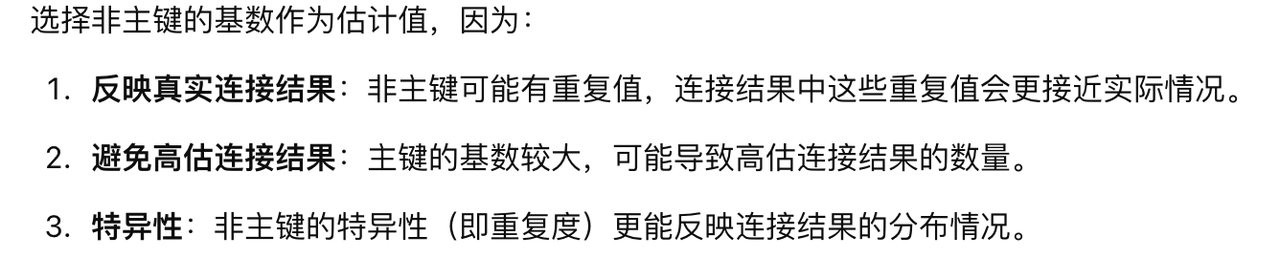 选择非主键的基数作为估计值，因为：
1. 反映真实连接结果：非主键可能有重复值，连接结果中这些重复值会更接近实际情况。
2. 避免高估连接结果：主键的基数较大，可能导致高估连接结果的数量。
3. 特异性：非主键的特异性（即重复度）更能反映连接结果的分布情况。